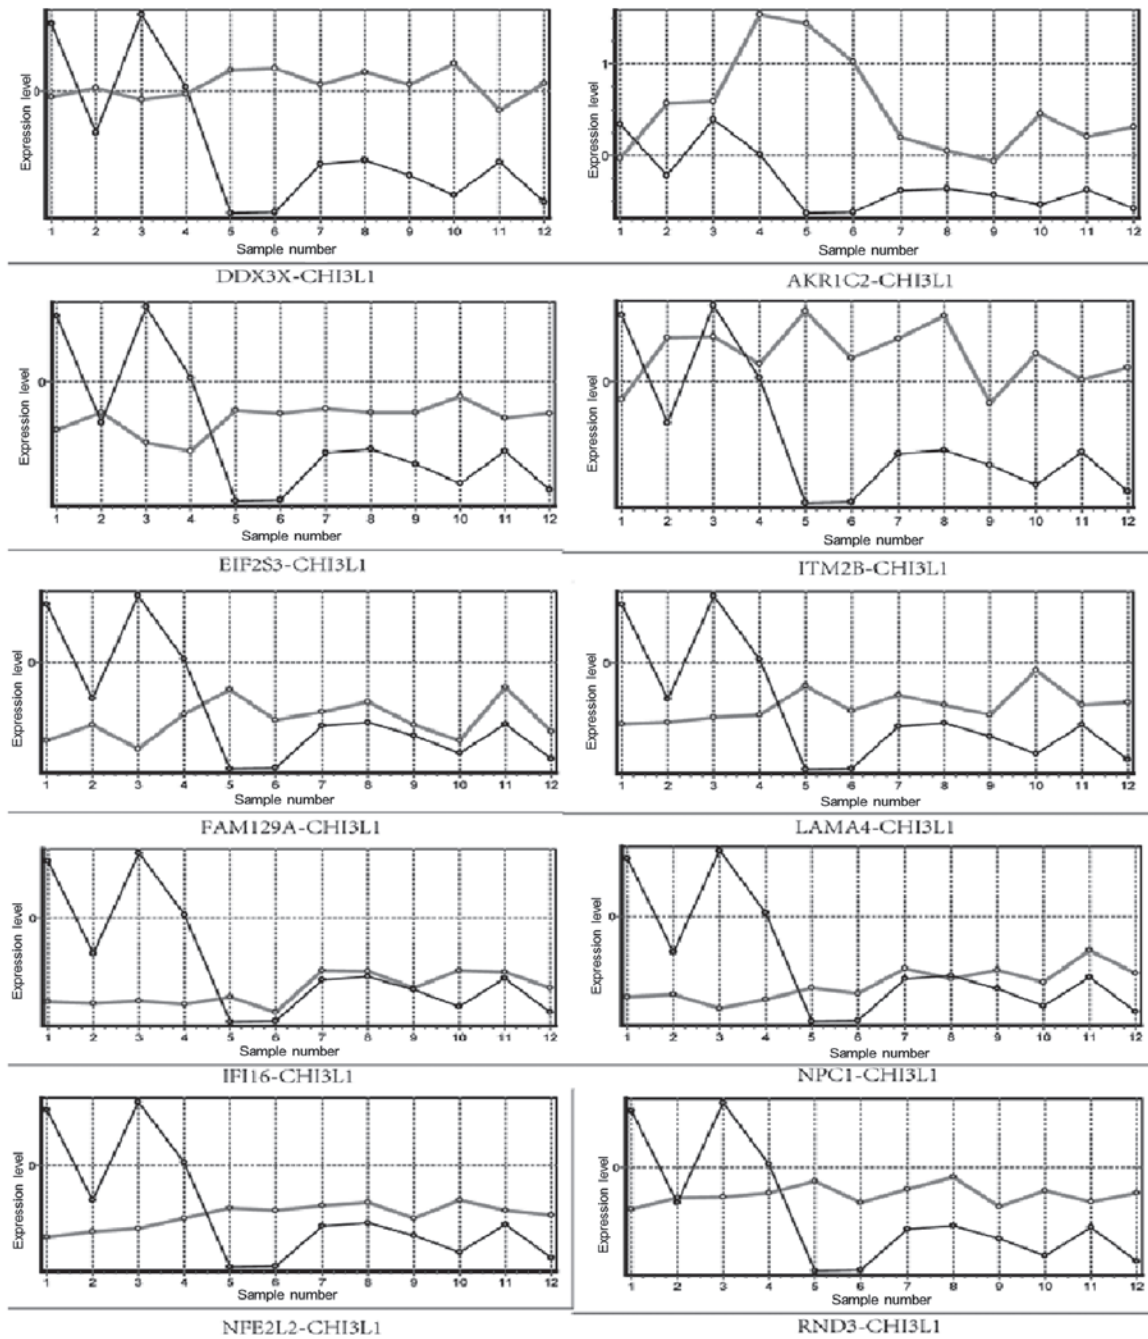 Expression level
0
1 2 3 4 5 6 7 8 9 10 11 12
Sample number
DDX3X-CHI3L1
Expression level
1
0
1 2 3 4 5 6 7 8 9 10 11 12
Sample number
AKR1C2-CHI3L1
Expression level
0
1 2 3 4 5 6 7 8 9 10 11 12
Sample number
EIF2S3-CHI3L1
Expression level
0
1 2 3 4 5 6 7 8 9 10 11 12
Sample number
ITM2B-CHI3L1
Expression level
0
1 2 3 4 5 6 7 8 9 10 11 12
Sample number
FAM129A-CHI3L1
Expression level
0
1 2 3 4 5 6 7 8 9 10 11 12
Sample number
LAMA4-CHI3L1
Expression level
0
1 2 3 4 5 6 7 8 9 10 11 12
Sample number
IFI16-CHI3L1
Expression level
0
1 2 3 4 5 6 7 8 9 10 11 12
Sample number
NPC1-CHI3L1
Expression level
0
1 2 3 4 5 6 7 8 9 10 11 12
Sample number
NFE2L2-CHI3L1
Expression level
0
1 2 3 4 5 6 7 8 9 10 11 12
Sample number
RND3-CHI3L1